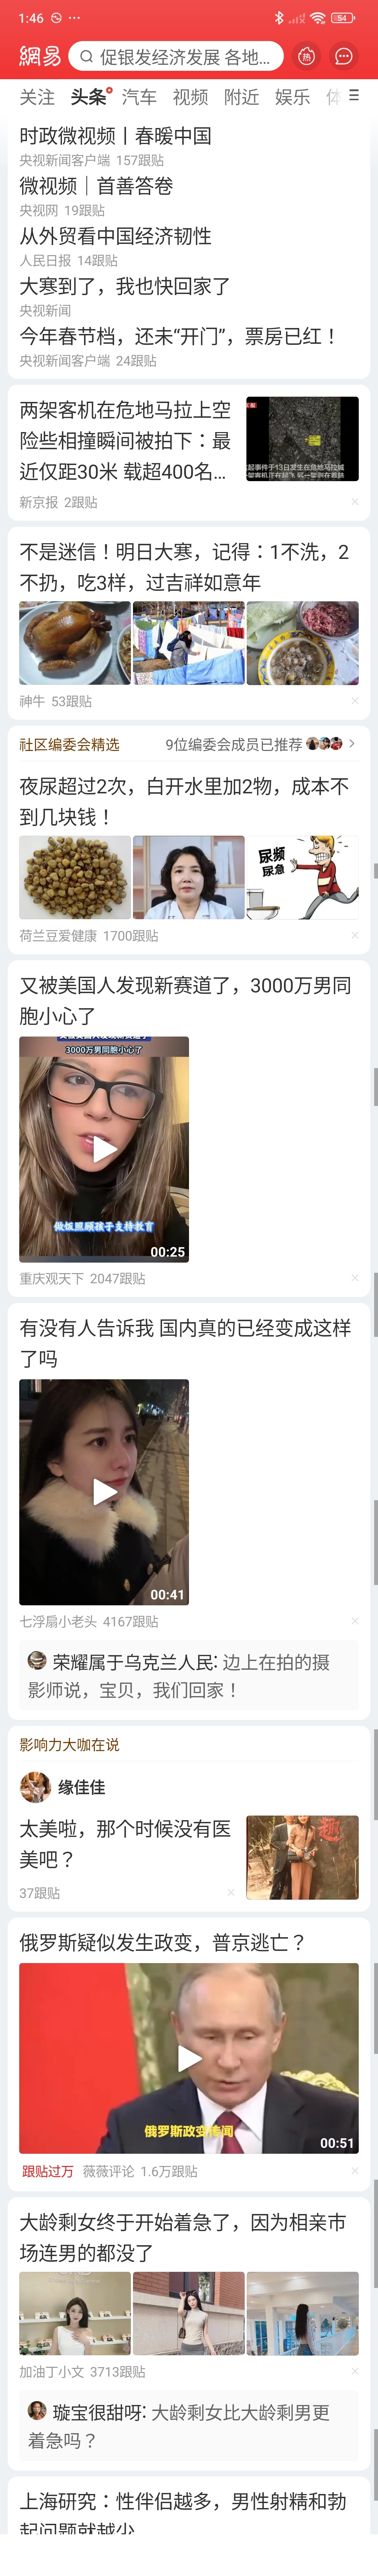 1:46
54
網易
促银发经济发展 各地...
热
关注 头条 汽车 视频 附近 娱乐 体
时政微视频丨春暖中国
央视新闻客户端 157跟贴
微视频｜首善答卷
央视网 19跟贴
从外贸看中国经济韧性
人民日报 14跟贴
大寒到了，我也快回家了
央视新闻
今年春节档，还未“开门”，票房已红！
央视新闻客户端 24跟贴
两架客机在危地马拉上空
险些相撞瞬间被拍下：最
近仅距30米 载超400名...
起事件于13日发生在危地马拉城
新京报 2跟贴
不是迷信！明日大寒，记得：1不洗，2
不扔，吃3样，过吉祥如意年
神牛 53跟贴
社区编委会精选
9位编委会成员已推荐
夜尿超过2次，白开水里加2物，成本不
到几块钱！
尿频
尿急
荷兰豆爱健康 1700跟贴
又被美国人发现新赛道了，3000万男同
胞小心了
3000万男同胞小心了
做饭照顾孩子支持教育
00:25
重庆观天下 2047跟贴
有没有人告诉我 国内真的已经变成这样
了吗
00:41
七浮扇小老头 4167跟贴
荣耀属于乌克兰人民: 边上在拍的摄
影师说，宝贝，我们回家！
影响力大咖在说
缘佳佳
太美啦，那个时候没有医
美吧？
趣
37跟贴
俄罗斯疑似发生政变，普京逃亡？
俄罗斯政变传闻
00:51
跟贴过万 薇薇评论 1.6万跟贴
大龄剩女终于开始着急了，因为相亲市
场连男的都没了
加油丁小文 3713跟贴
璇宝很甜呀: 大龄剩女比大龄剩男更
着急吗？
上海研究：性伴侣越多，男性射精和勃
起问题就越少